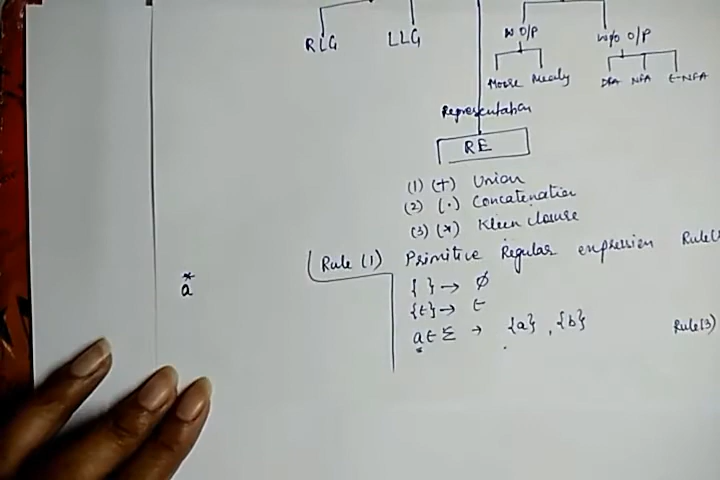 RLG LLG W O/P W/o O/P
Moore Mealy DFA NFA E-NFA
Representation
RE
(1) (+) Union
(2) (.) Concatenation
(3) (*) Kleen closure
Rule (1) Primitive Regular expression
{ } → ∅
{ε} → ε
a ε Σ → {a} , {b} Rule(3)
a*